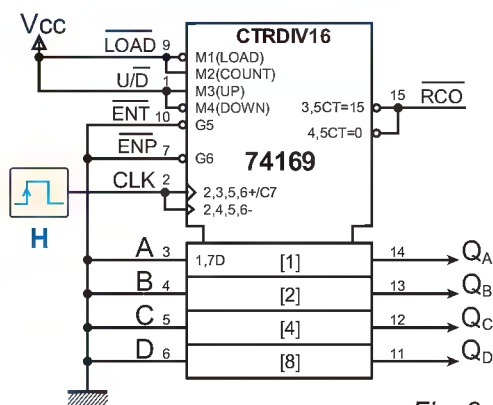 Vcc
CTRDIV16
LOAD 9 M1(LOAD)
M2(COUNT)
U/D 1 M3(UP)
M4(DOWN) 3,5CT=15 15 RCO
ENT 10 G5 4,5CT=0
ENP 7 G6 74169
CLK 2 2,3,5,6+/C7
2,4,5,6-
H
A 3 1,7D [1] 14 QA
B 4 [2] 13 QB
C 5 [4] 12 QC
D 6 [8] 11 QD